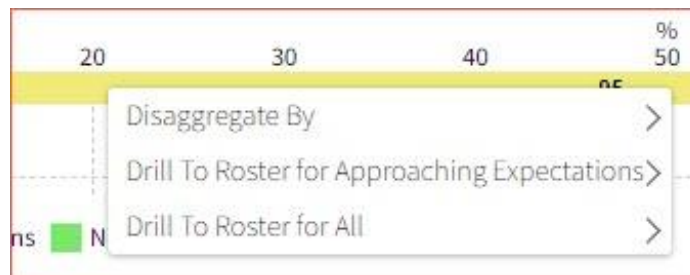 %
20 30 40 50
Disaggregate By
Drill To Roster for Approaching Expectations
Drill To Roster for All
ns N